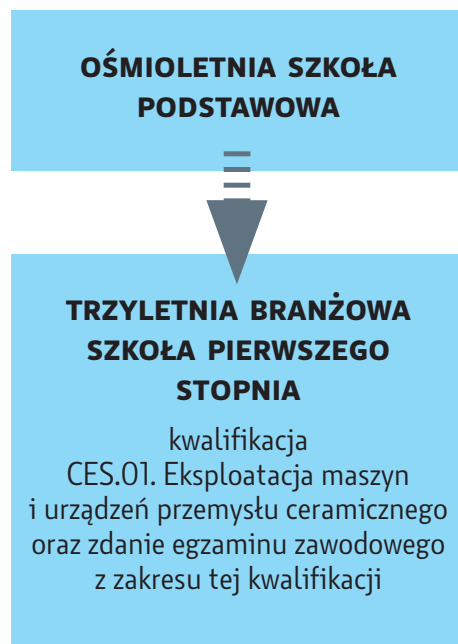 OŚMIOLETNIA SZKOŁA
PODSTAWOWA
TRZYLETNIA BRANŻOWA
SZKOŁA PIERWSZEGO
STOPNIA
kwalifikacja
CES.01. Eksploatacja maszyn
i urządzeń przemysłu ceramicznego
oraz zdanie egzaminu zawodowego
z zakresu tej kwalifikacji